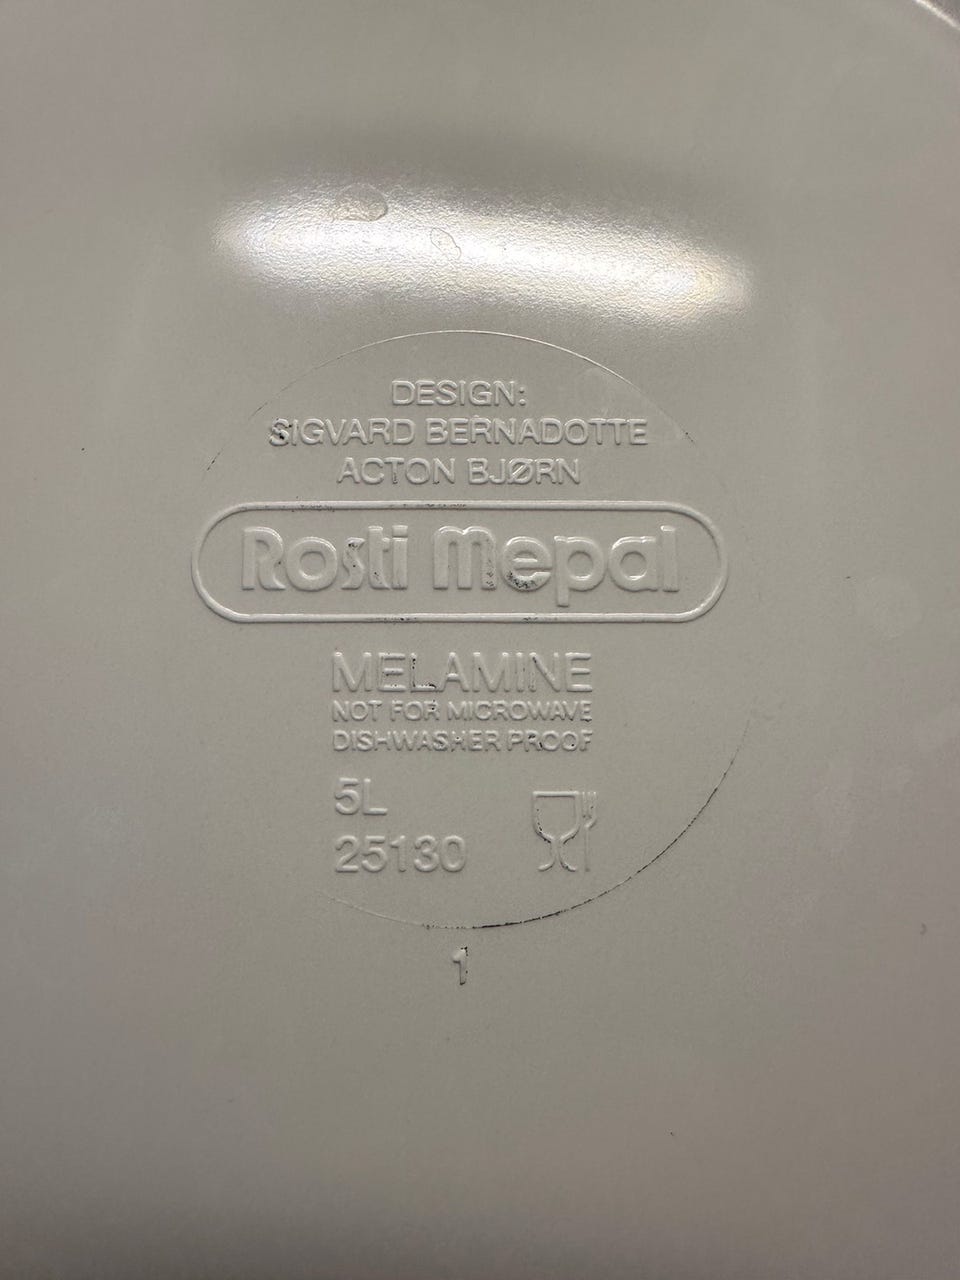 DESIGN:
SIGVARD BERNADOTTE
ACTON BJØRN
Rosti Mepal
MELAMINE
NOT FOR MICROWAVE
DISHWASHER PROOF
5L
25130
1